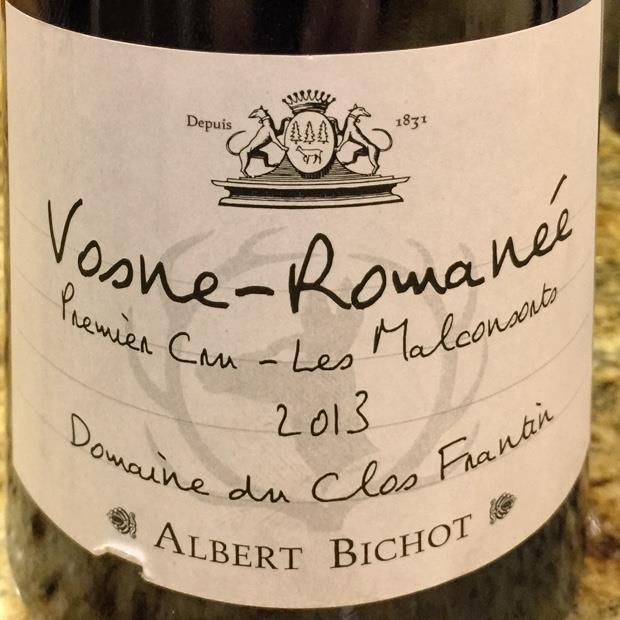 Depuis 1831
Vosne-Romanée
Premier Cru - Les Malconsorts
2013
Domaine du Clos Frantin
ALBERT BICHOT